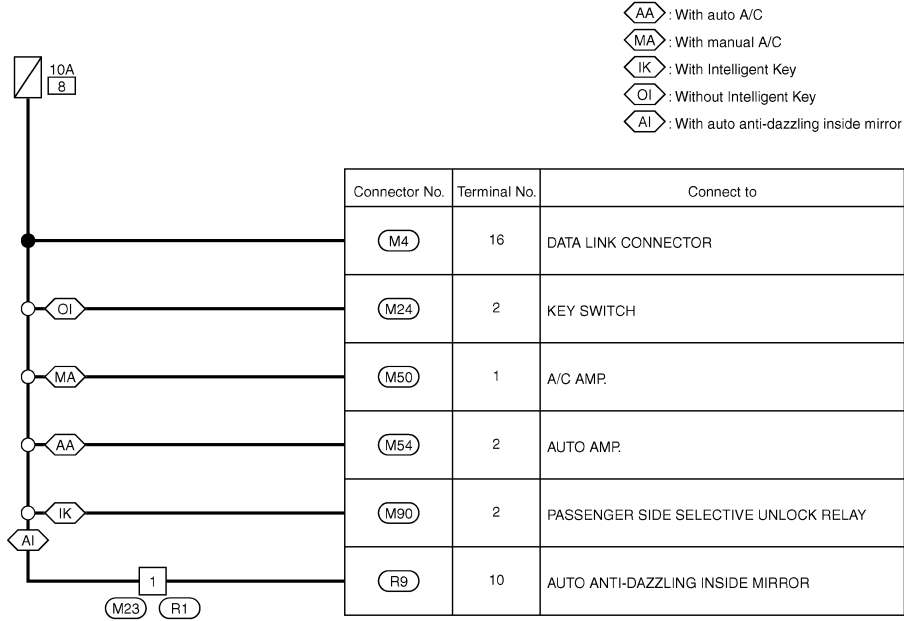 AA : With auto A/C
MA : With manual A/C
IK : With Intelligent Key
OI : Without Intelligent Key
AI : With auto anti-dazzling inside mirror
10A
8
Connector No. Terminal No. Connect to
M4 16 DATA LINK CONNECTOR
OI M24 2 KEY SWITCH
MA M50 1 A/C AMP.
AA M54 2 AUTO AMP.
IK M90 2 PASSENGER SIDE SELECTIVE UNLOCK RELAY
AI
1 R9 10 AUTO ANTI-DAZZLING INSIDE MIRROR
M23 R1